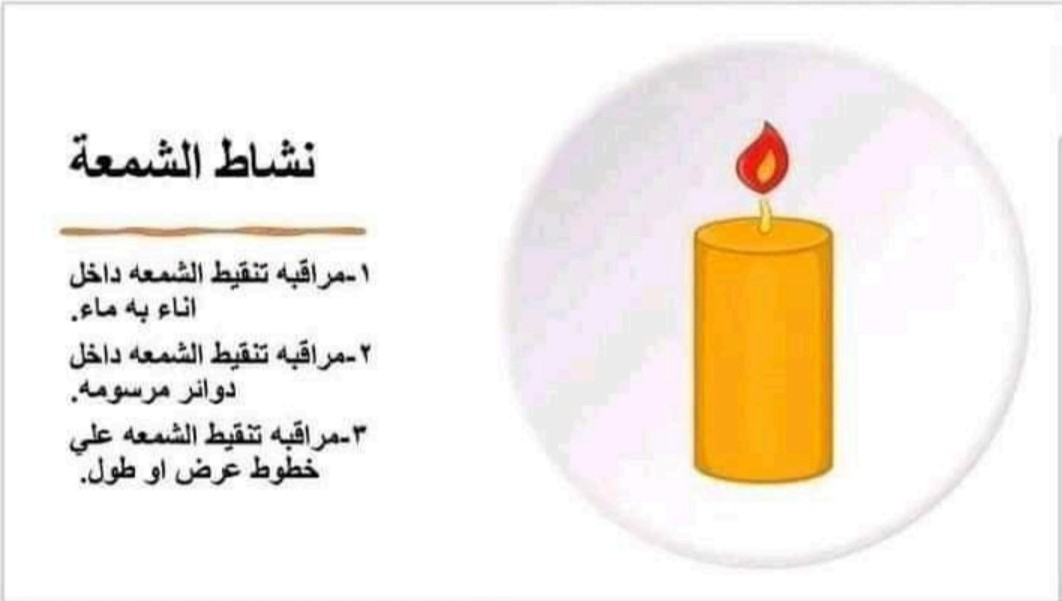 نشاط الشمعة
١-مراقبه تنقيط الشمعه داخل
اناء به ماء.
٢-مراقبه تنقيط الشمعه داخل
دوائر مرسومه.
٣-مراقبه تنقيط الشمعه علي
خطوط عرض او طول.